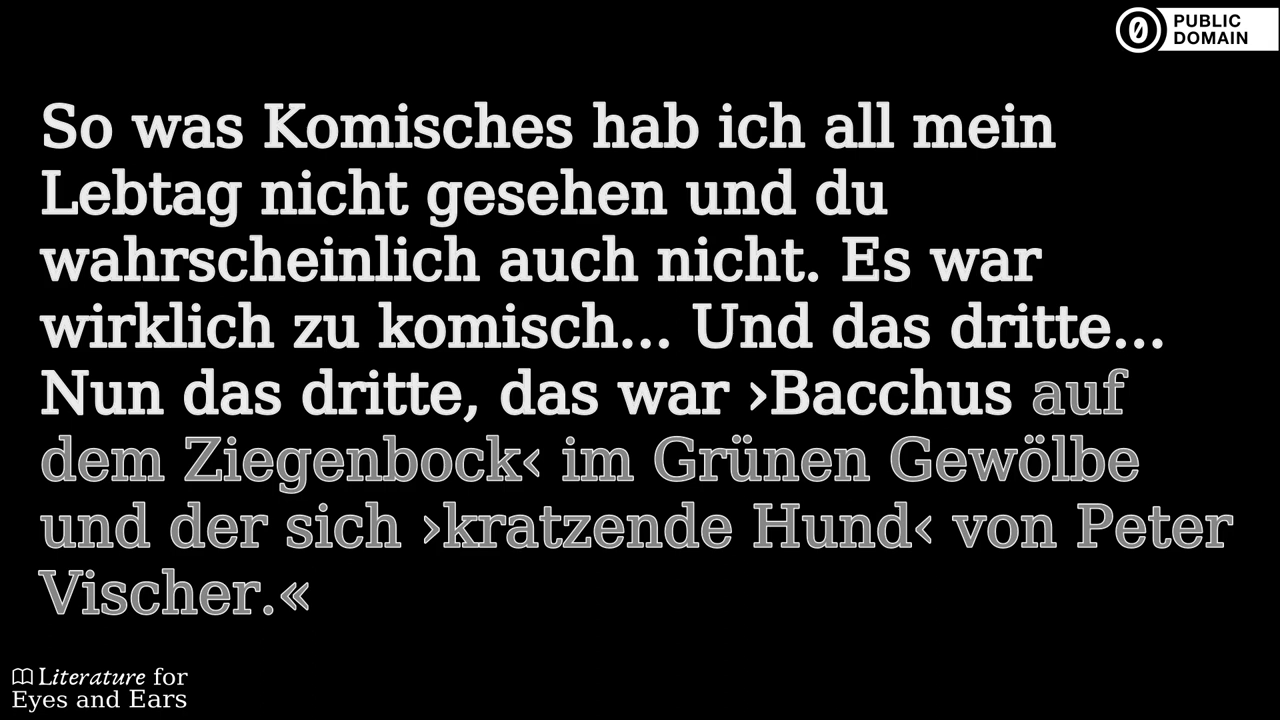 PUBLIC
DOMAIN
So was Komisches hab ich all mein
Lebtag nicht gesehen und du
wahrscheinlich auch nicht. Es war
wirklich zu komisch... Und das dritte...
Nun das dritte, das war ›Bacchus auf
dem Ziegenbock‹ im Grünen Gewölbe
und der sich ›kratzende Hund‹ von Peter
Vischer.«
Literature for
Eyes and Ears